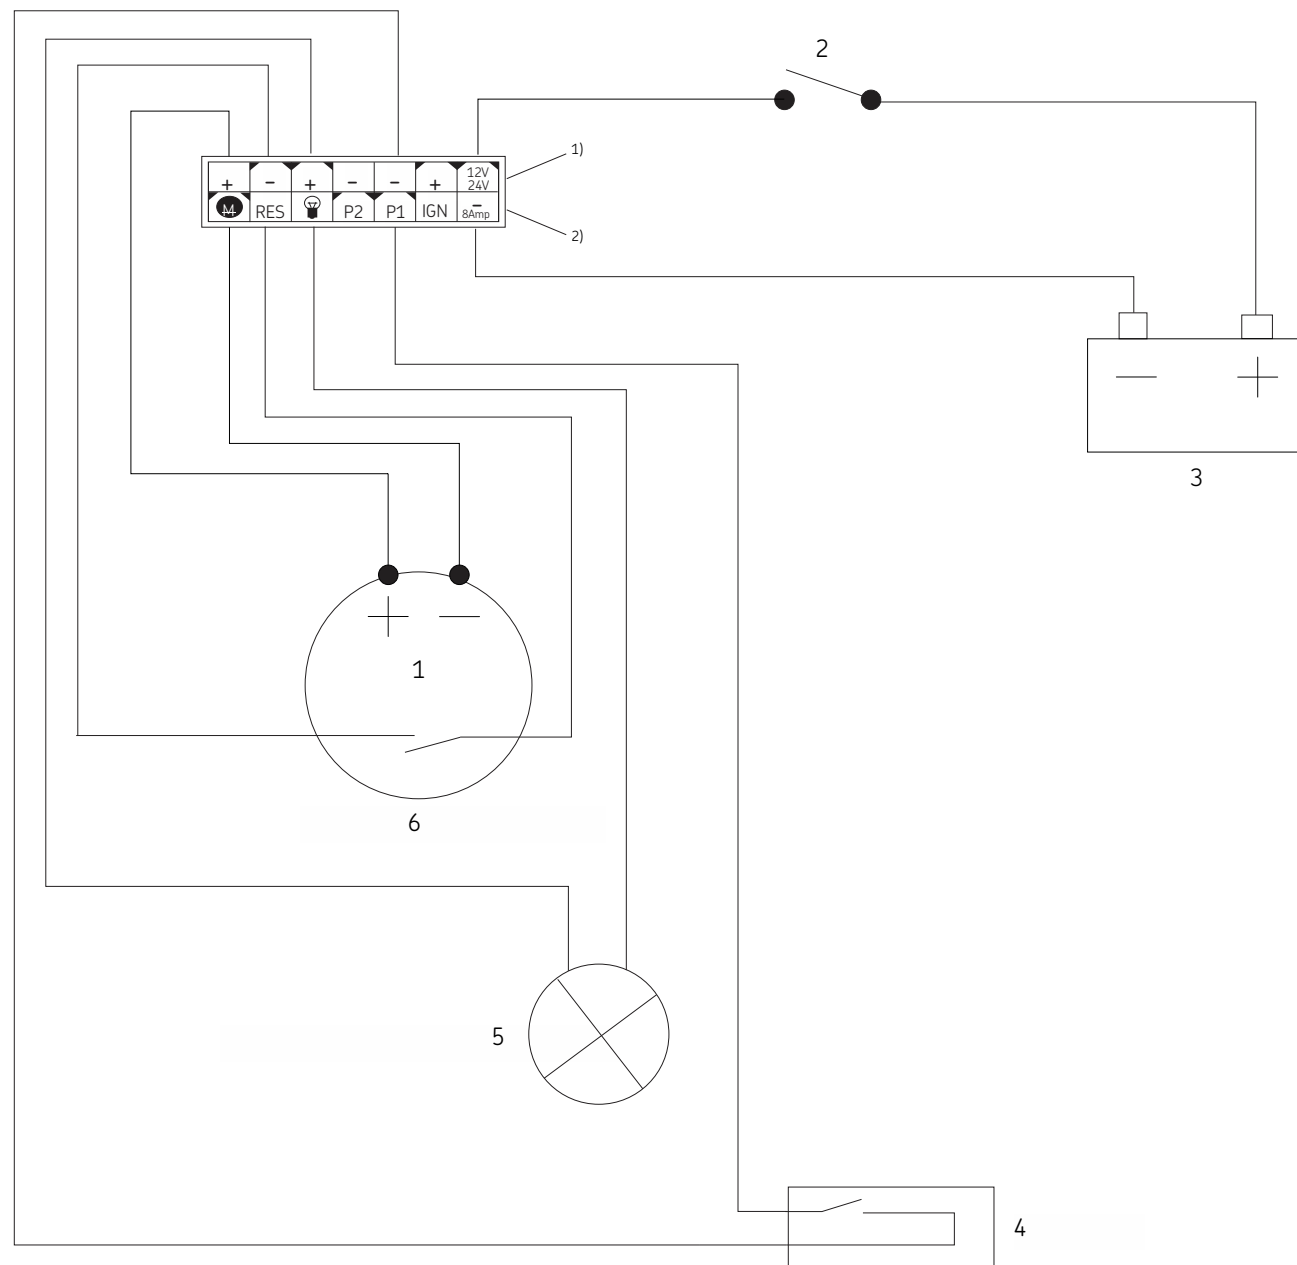 2
1)
+ - + - - + 12V
24V
M RES P2 P1 IGN -
8Amp
2)
- +
3
+ -
1
6
5
4